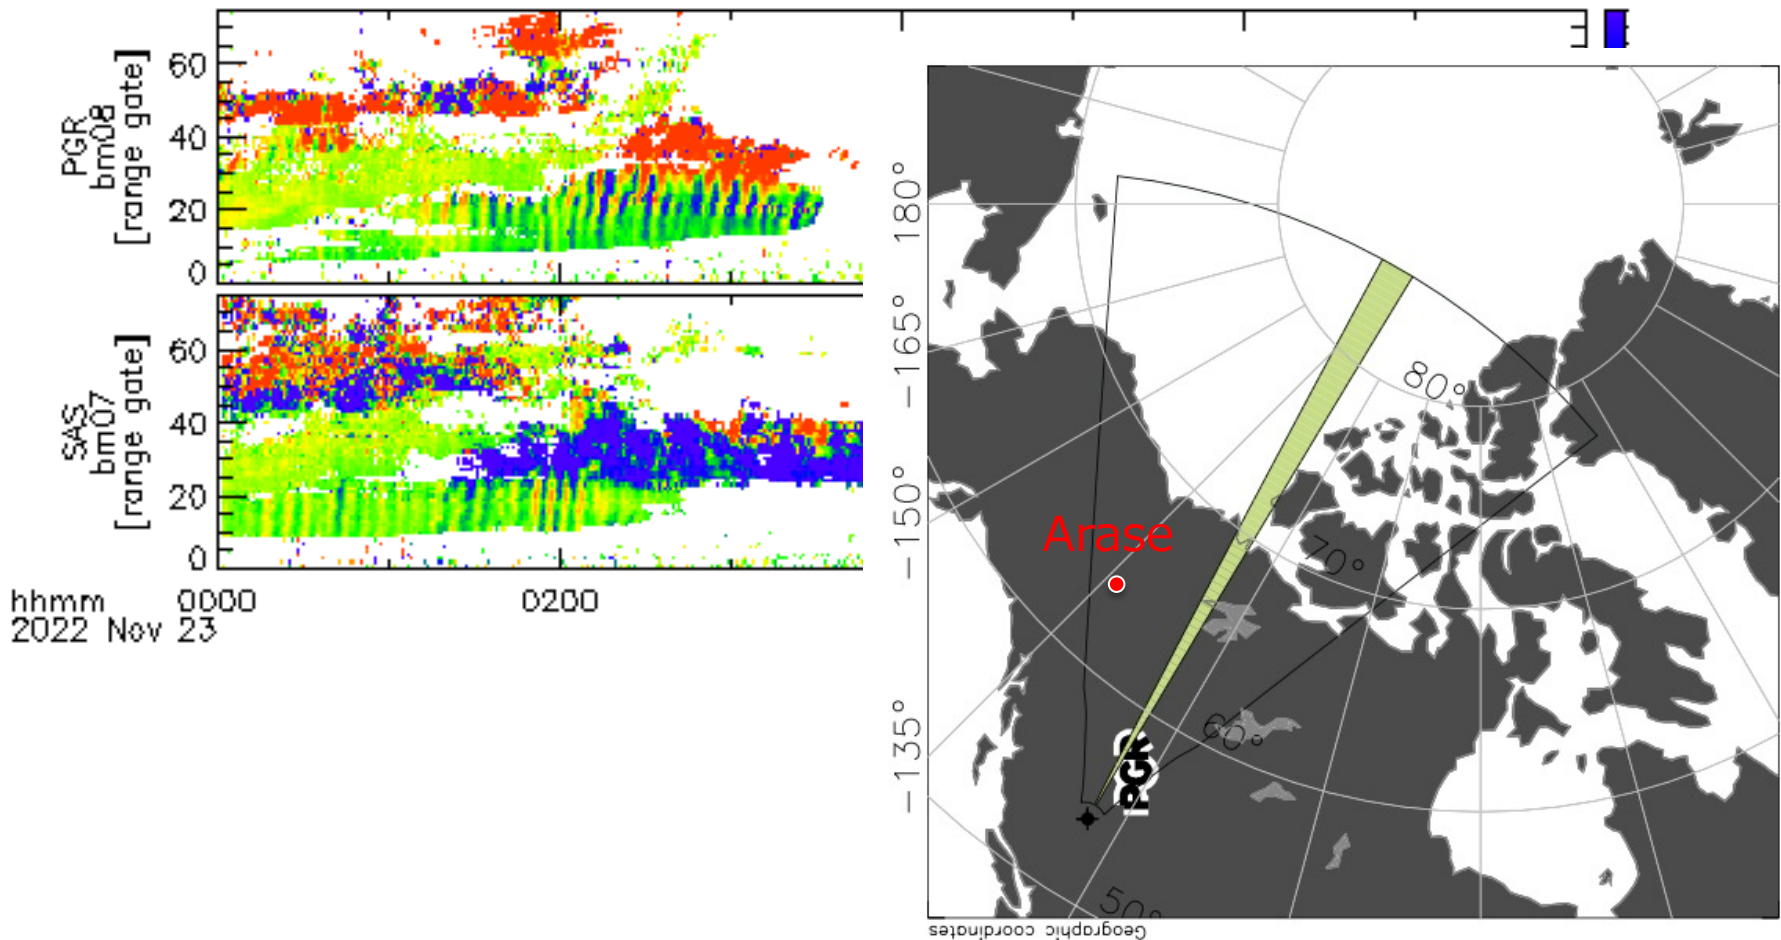 PGR
bm08
[range gate]
60
40
20
0
SAS
bm07
[range gate]
60
40
20
0
hhmm
0000
0200
2022 Nov 23
180°
−165°
−150°
−135°
80°
70°
60°
50°
Arase
PGR
Geographic coordinates